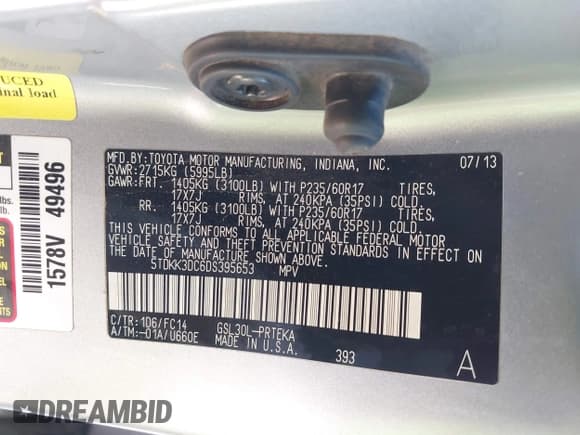 UCED
inal load
1578V 49496
MFD.BY:TOYOTA MOTOR MANUFACTURING, INDIANA, INC. 07/13
GVWR:2715KG (5995LB)
GAWR:FRT. 1405KG (3100LB) WITH P235/60R17 TIRES,
17X7J RIMS, AT 240KPA (35PSI) COLD.
RR. 1405KG (3100LB) WITH P235/60R17 TIRES,
17X7J RIMS, AT 240KPA (35PSI) COLD.
THIS VEHICLE CONFORMS TO ALL APPLICABLE FEDERAL MOTOR
VEHICLE SAFETY AND THEFT PREVENTION STANDARDS IN EFFECT ON
THE DATE OF MANUFACTURE SHOWN ABOVE.
5TDKK3DC6DS395653 MPV
C/TR:1D6/FC14 GSL30L-PRTEKA
A/TM:-01A/U660E MADE IN U.S.A. 393 A
DREAMBID